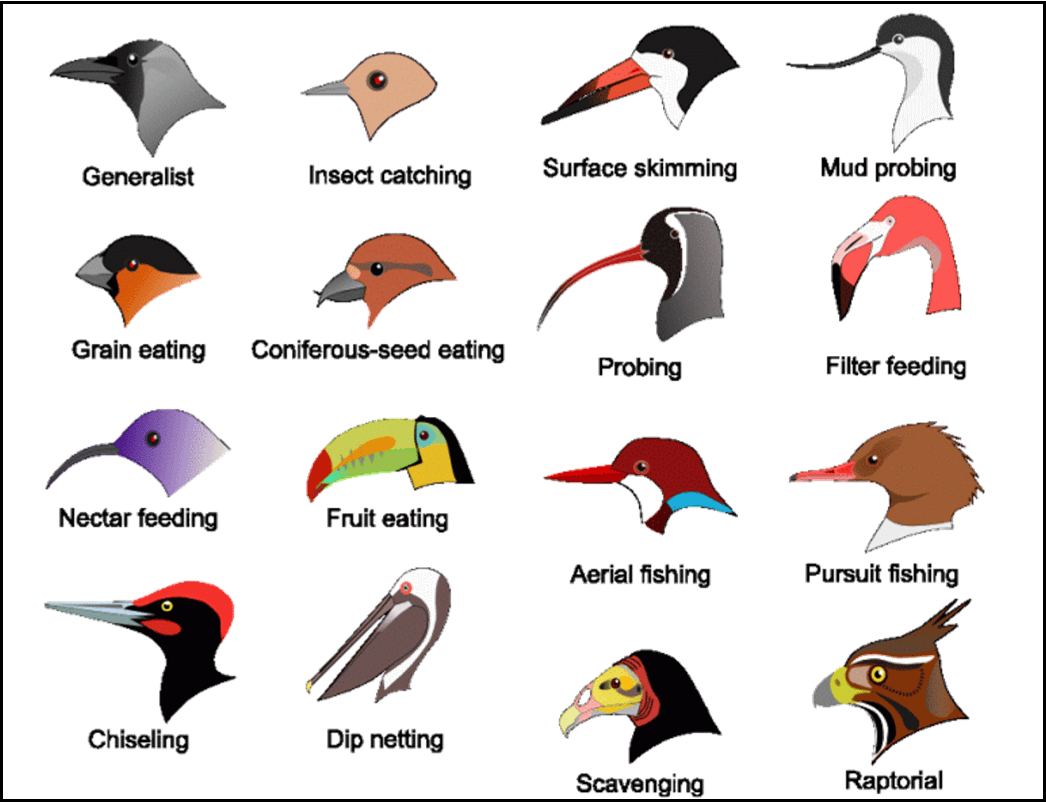 Generalist
Insect catching
Surface skimming
Mud probing
Grain eating
Coniferous-seed eating
Probing
Filter feeding
Nectar feeding
Fruit eating
Aerial fishing
Pursuit fishing
Chiseling
Dip netting
Scavenging
Raptorial